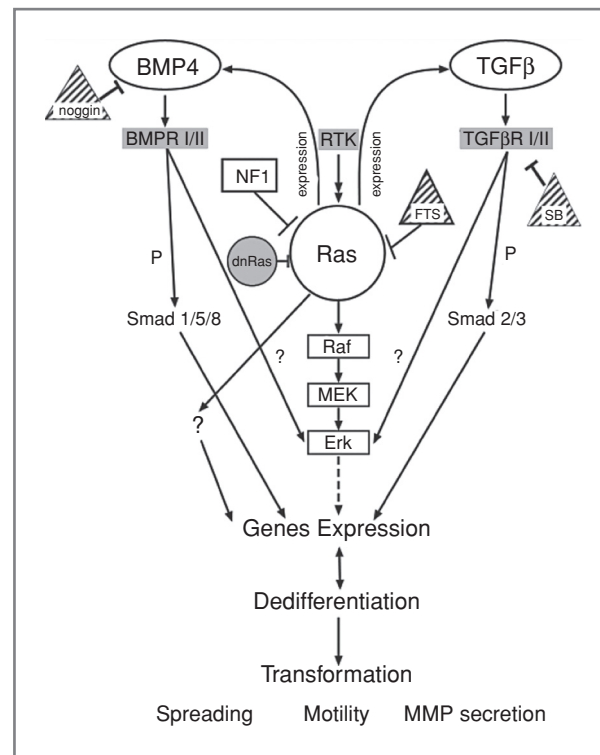 BMP4
TGFβ
noggin
BMPR I/II
RTK
TGFβR I/II
expression
expression
NF1
FTS
SB
dnRas
Ras
P
P
Smad 1/5/8
Smad 2/3
Raf
?
?
MEK
?
Erk
Genes Expression
Dedifferentiation
Transformation
Spreading Motility MMP secretion